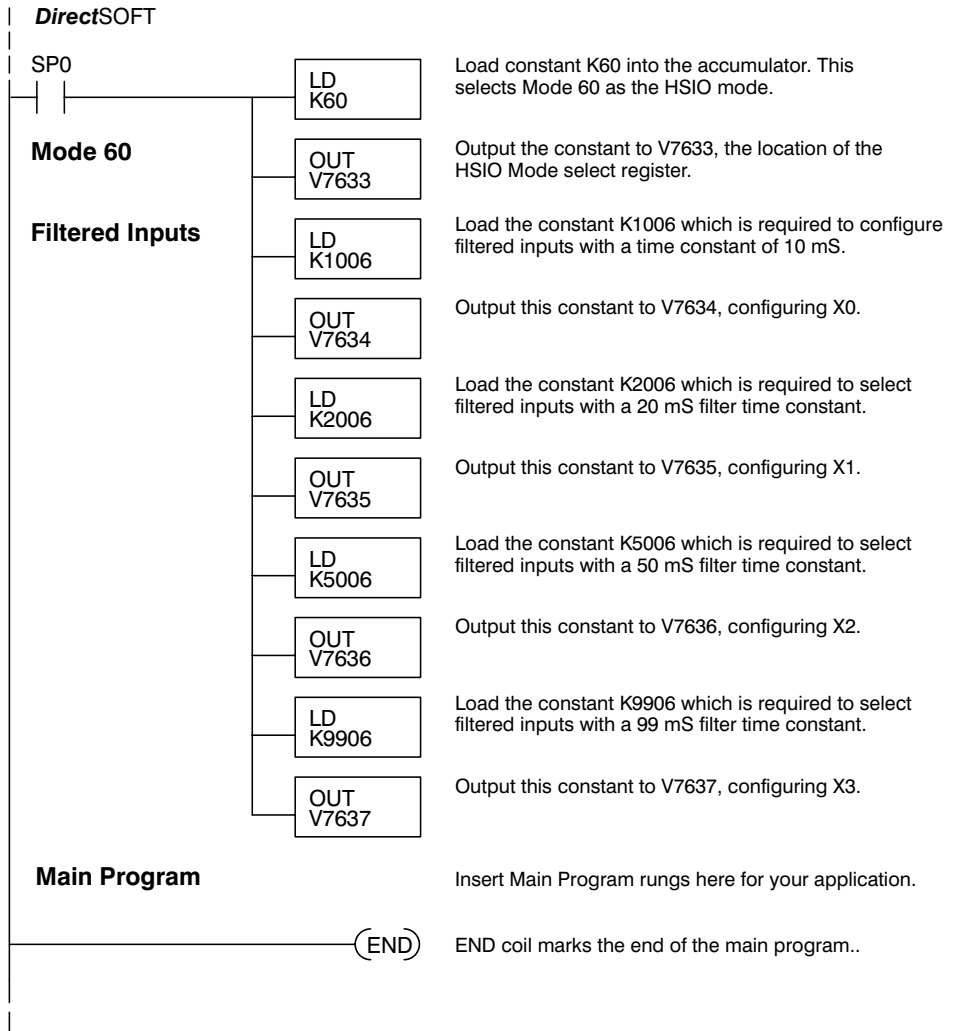 DirectSOFT
SP0
LD
K60
Load constant K60 into the accumulator. This
selects Mode 60 as the HSIO mode.
Mode 60
OUT
V7633
Output the constant to V7633, the location of the
HSIO Mode select register.
Filtered Inputs
LD
K1006
Load the constant K1006 which is required to configure
filtered inputs with a time constant of 10 mS.
OUT
V7634
Output this constant to V7634, configuring X0.
LD
K2006
Load the constant K2006 which is required to select
filtered inputs with a 20 mS filter time constant.
OUT
V7635
Output this constant to V7635, configuring X1.
LD
K5006
Load the constant K5006 which is required to select
filtered inputs with a 50 mS filter time constant.
OUT
V7636
Output this constant to V7636, configuring X2.
LD
K9906
Load the constant K9906 which is required to select
filtered inputs with a 99 mS filter time constant.
OUT
V7637
Output this constant to V7637, configuring X3.
Main Program
Insert Main Program rungs here for your application.
END
END coil marks the end of the main program..